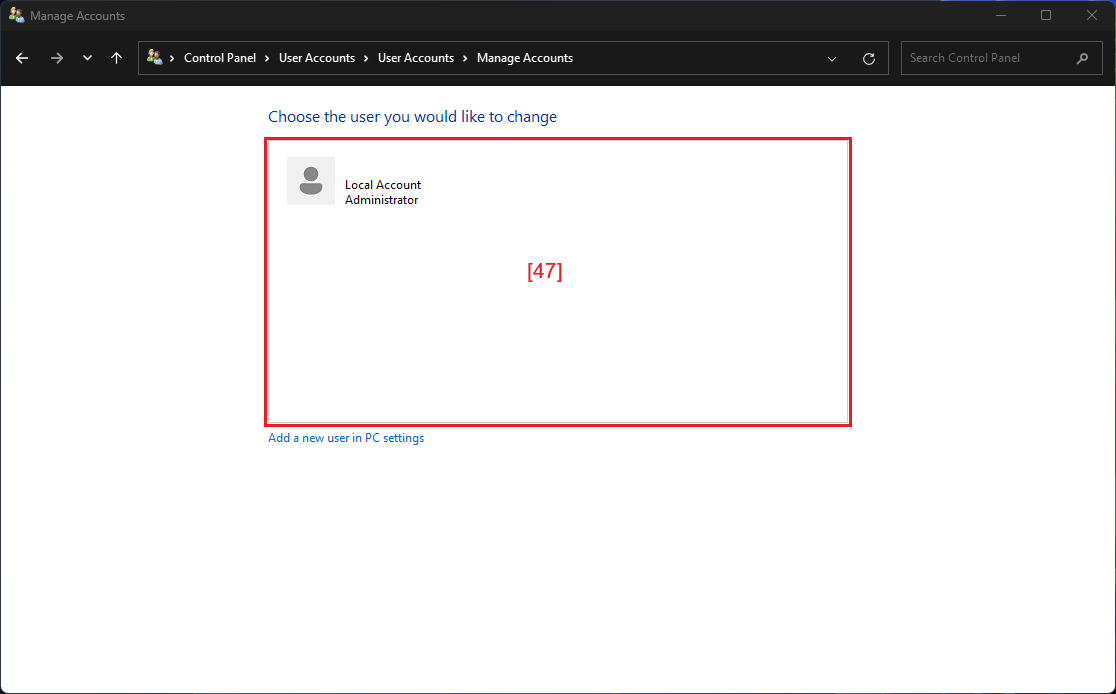 Manage Accounts
Control Panel > User Accounts > User Accounts > Manage Accounts
Search Control Panel
Choose the user you would like to change
Local Account
Administrator
[47]
Add a new user in PC settings